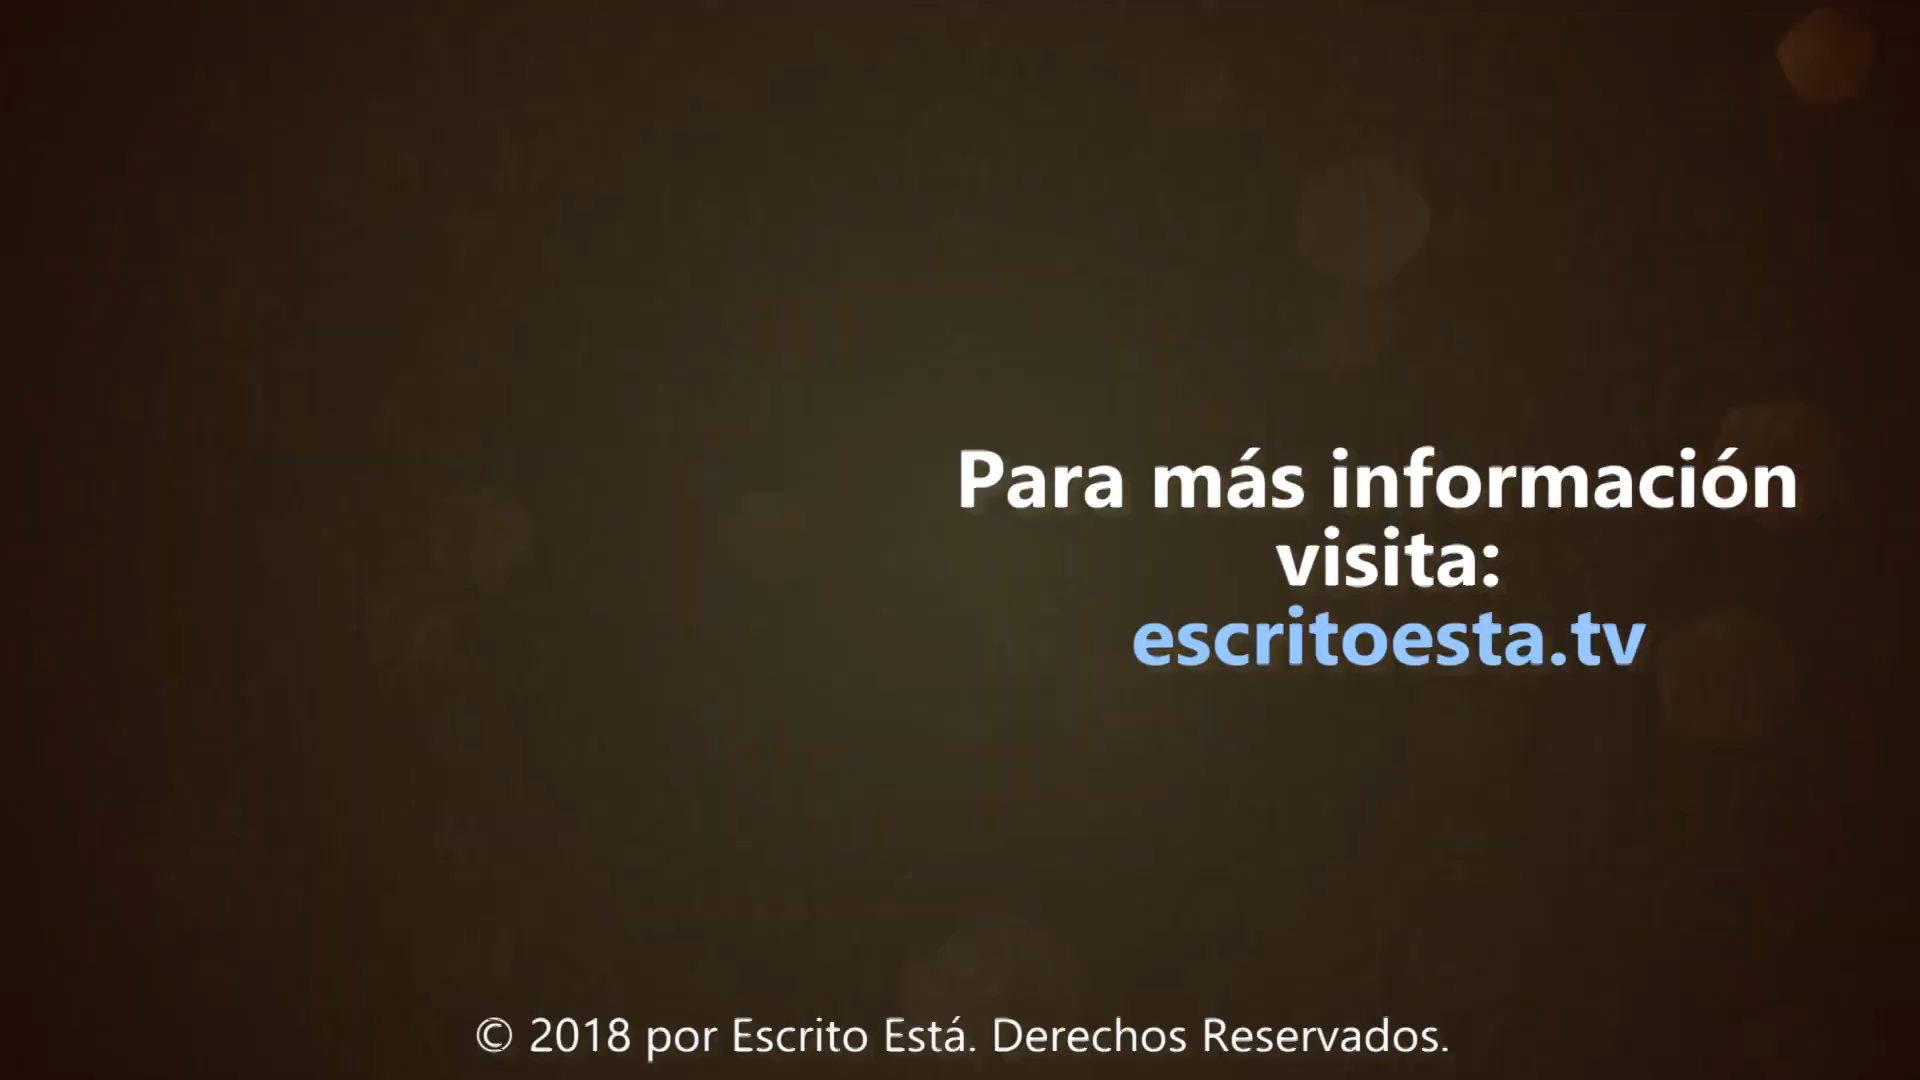 Para más información
visita:
escritoesta.tv
© 2018 por Escrito Está. Derechos Reservados.